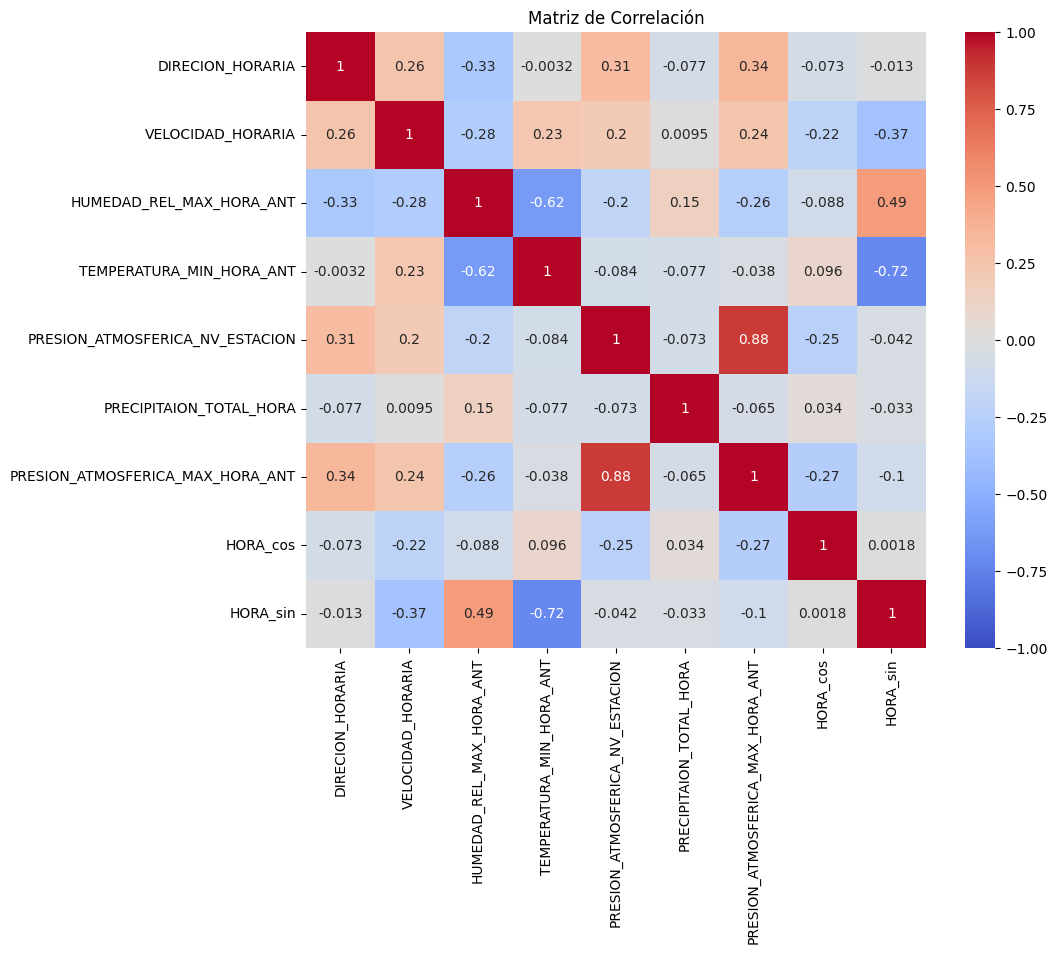 Matriz de Correlación
DIRECION_HORARIA 1 0.26 -0.33 -0.0032 0.31 -0.077 0.34 -0.073 -0.013
VELOCIDAD_HORARIA 0.26 1 -0.28 0.23 0.2 0.0095 0.24 -0.22 -0.37
HUMEDAD_REL_MAX_HORA_ANT -0.33 -0.28 1 -0.62 -0.2 0.15 -0.26 -0.088 0.49
TEMPERATURA_MIN_HORA_ANT -0.0032 0.23 -0.62 1 -0.084 -0.077 -0.038 0.096 -0.72
PRESION_ATMOSFERICA_NV_ESTACION 0.31 0.2 -0.2 -0.084 1 -0.073 0.88 -0.25 -0.042
PRECIPITAION_TOTAL_HORA -0.077 0.0095 0.15 -0.077 -0.073 1 -0.065 0.034 -0.033
PRESION_ATMOSFERICA_MAX_HORA_ANT 0.34 0.24 -0.26 -0.038 0.88 -0.065 1 -0.27 -0.1
HORA_cos -0.073 -0.22 -0.088 0.096 -0.25 0.034 -0.27 1 0.0018
HORA_sin -0.013 -0.37 0.49 -0.72 -0.042 -0.033 -0.1 0.0018 1
DIRECION_HORARIA
VELOCIDAD_HORARIA
HUMEDAD_REL_MAX_HORA_ANT
TEMPERATURA_MIN_HORA_ANT
PRESION_ATMOSFERICA_NV_ESTACION
PRECIPITAION_TOTAL_HORA
PRESION_ATMOSFERICA_MAX_HORA_ANT
HORA_cos
HORA_sin
1.00
0.75
0.50
0.25
0.00
−0.25
−0.50
−0.75
−1.00